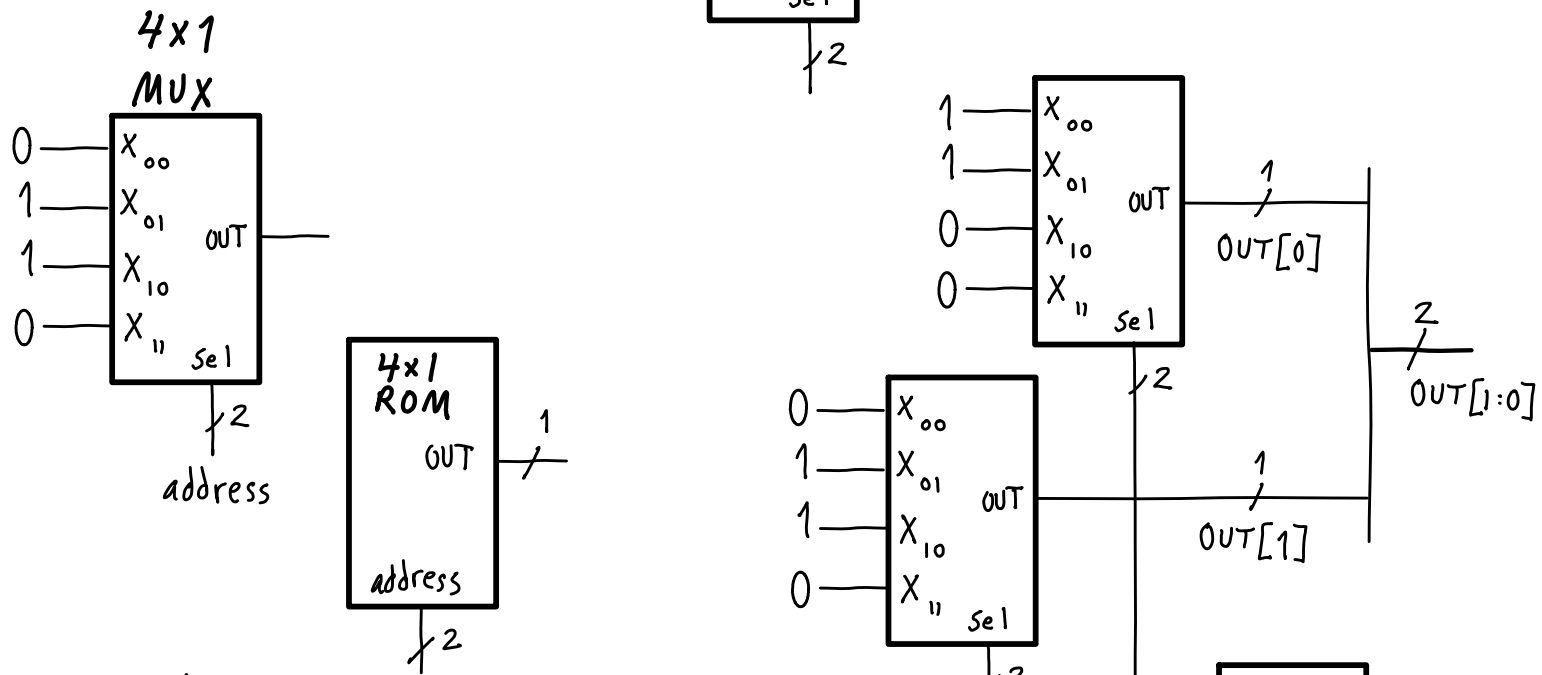 4x1
MUX
0 X00
1 X01
1 X10
0 X11
OUT
sel
2
address
4x1
ROM
OUT
1
address
2
sel
2
1 X00
1 X01
0 X10
0 X11
OUT
sel
2
1
OUT[0]
0 X00
1 X01
1 X10
0 X11
OUT
sel
1
OUT[1]
2
OUT[1:0]